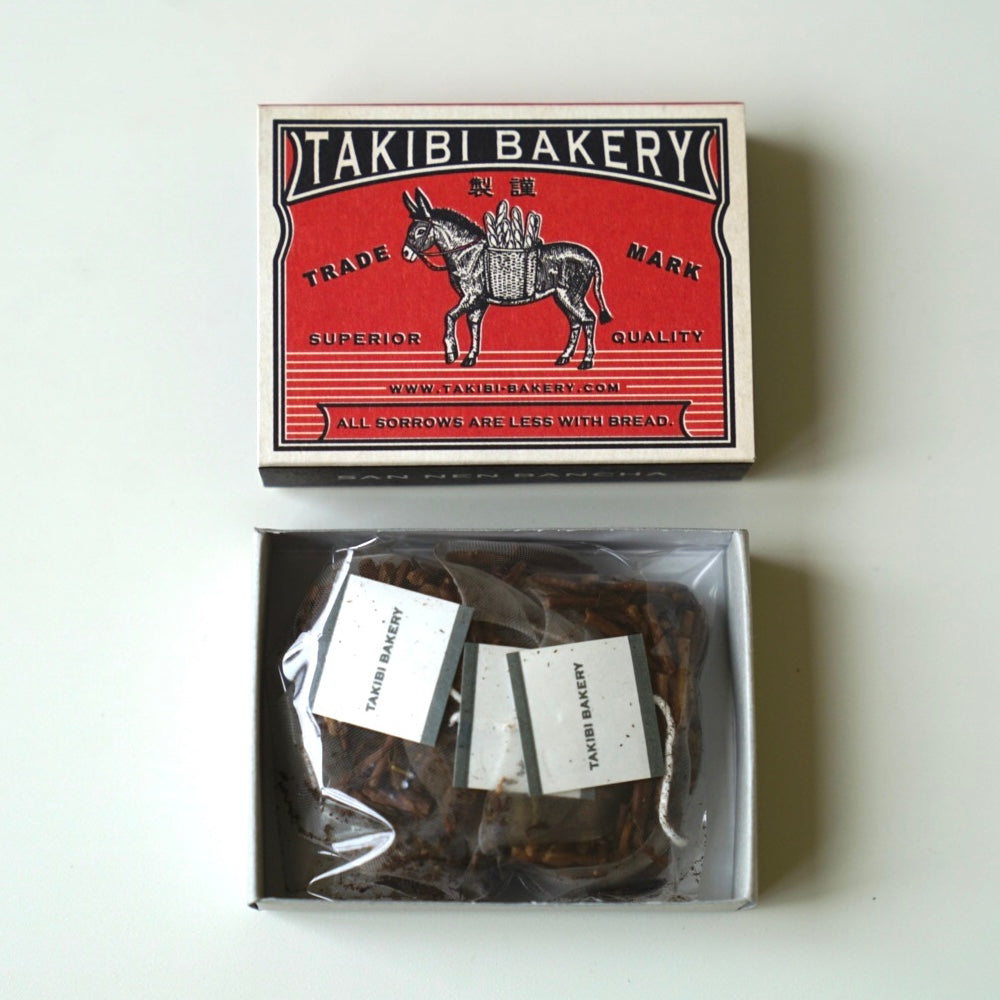 TAKIBI BAKERY
製謹
TRADE MARK
SUPERIOR QUALITY
WWW.TAKIBI-BAKERY.COM
ALL SORROWS ARE LESS WITH BREAD.
SAN NEN BANCHA
TAKIBI BAKERY
TAKIBI BAKERY